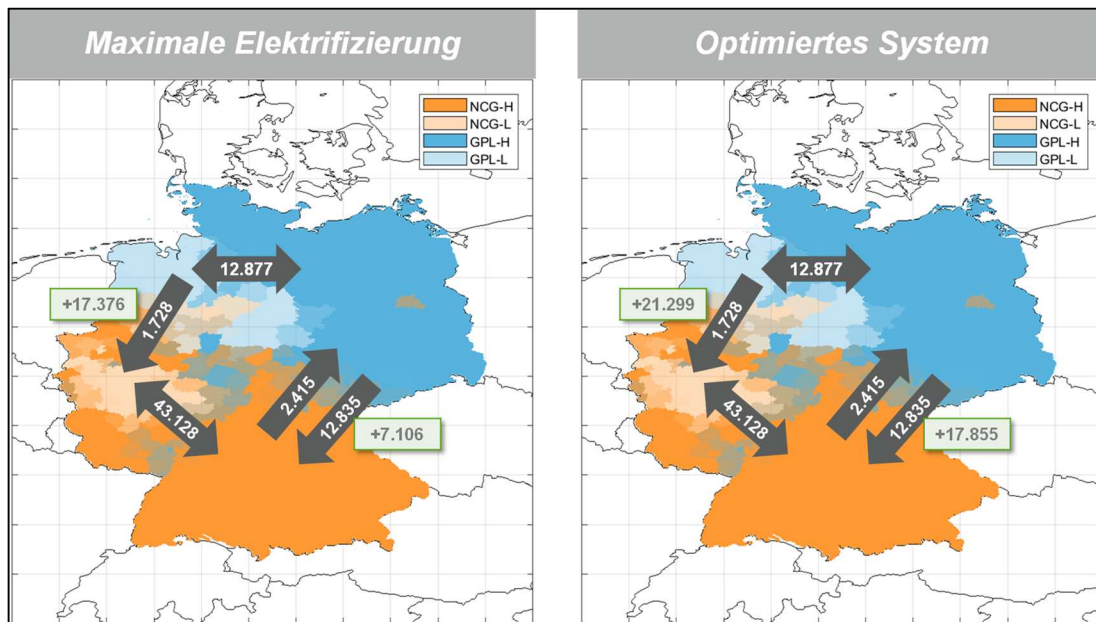 Maximale Elektrifizierung
NCG-H
NCG-L
GPL-H
GPL-L
12.877
+17.376
1.728
2.415
43.128
12.835
+7.106
Optimiertes System
NCG-H
NCG-L
GPL-H
GPL-L
12.877
+21.299
1.728
2.415
43.128
12.835
+17.855